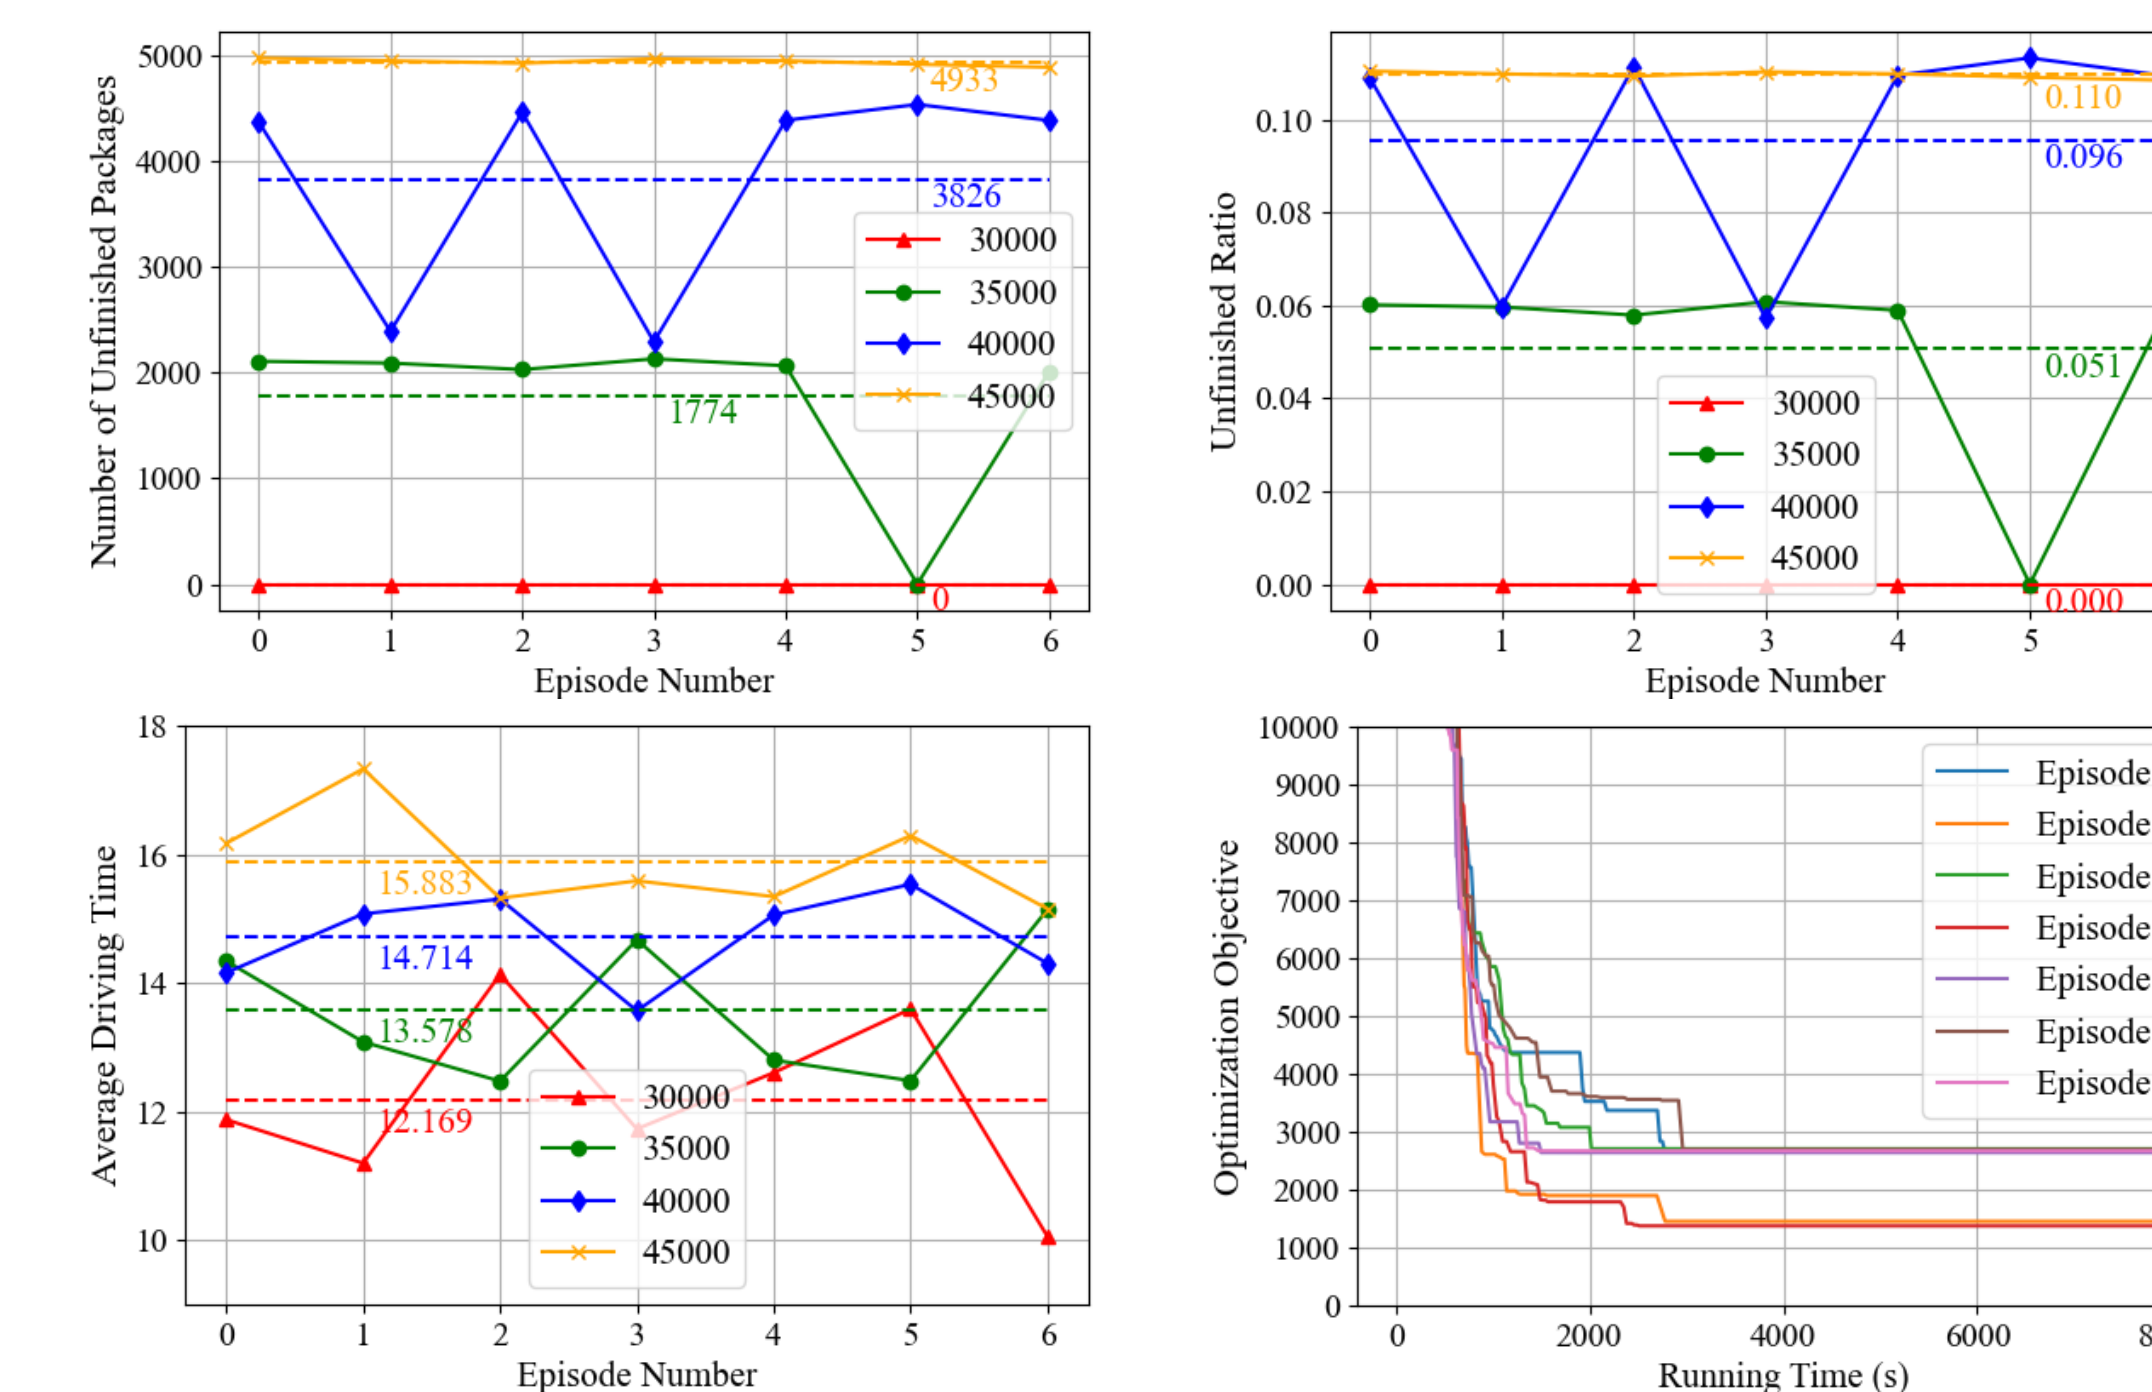 Number of Unfinished Packages
5000
4000
3000
2000
1000
0
4933
3826
1774
0
30000
35000
40000
45000
0 1 2 3 4 5 6
Episode Number
Unfinished Ratio
0.10
0.08
0.06
0.04
0.02
0.00
0.110
0.096
0.051
0.000
30000
35000
40000
45000
0 1 2 3 4 5
Episode Number
Average Driving Time
18
16
14
12
10
15.883
14.714
13.578
12.169
30000
35000
40000
45000
0 1 2 3 4 5 6
Episode Number
Optimization Objective
10000
9000
8000
7000
6000
5000
4000
3000
2000
1000
0
Episode
Episode
Episode
Episode
Episode
Episode
Episode
0 2000 4000 6000
Running Time (s)